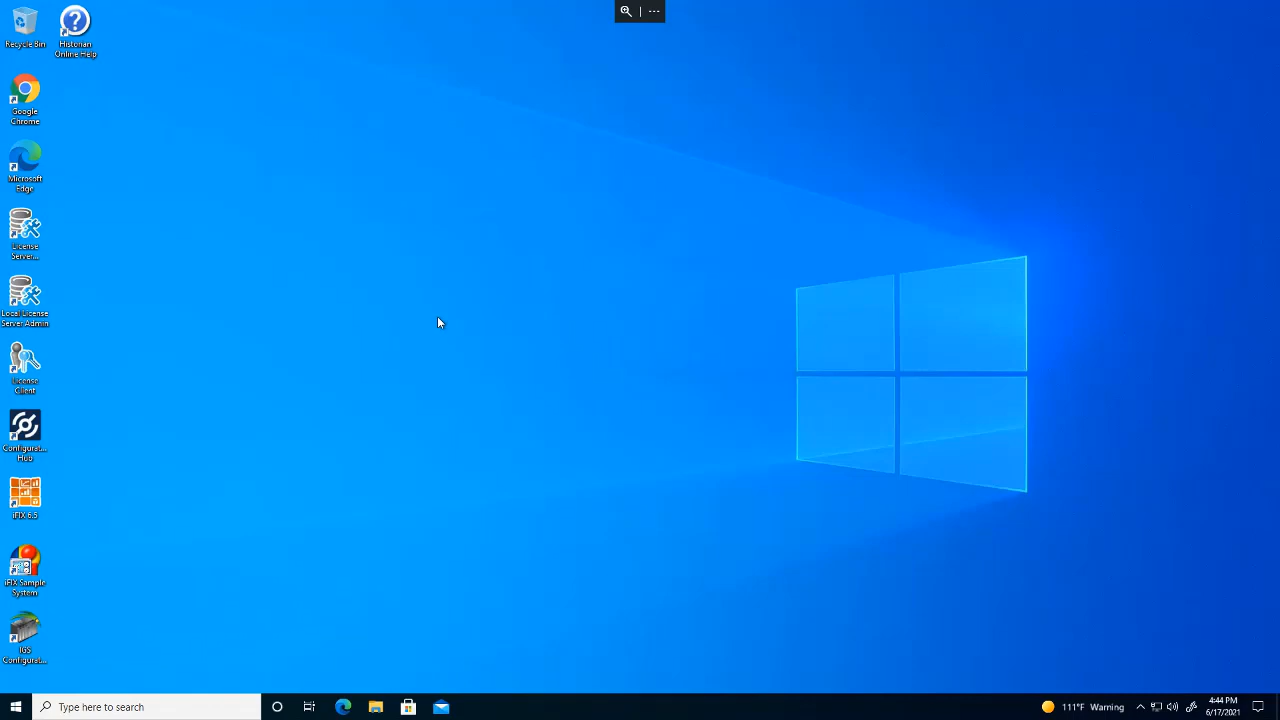 Recycle Bin
Historian
Online Help
Google
Chrome
Microsoft
Edge
License
Server...
Local License
Server Admin
License
Client
Configurat...
Hub
iFIX 6.5
iFIX Sample
System
IGS
Configurat...
Type here to search
111°F Warning
4:44 PM
6/17/2021